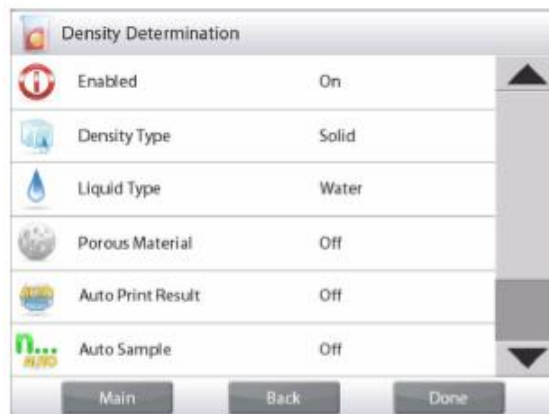 Density Determination
Enabled On
Density Type Solid
Liquid Type Water
Porous Material Off
Auto Print Result Off
n...
AUTO
Auto Sample Off
Main Back Done